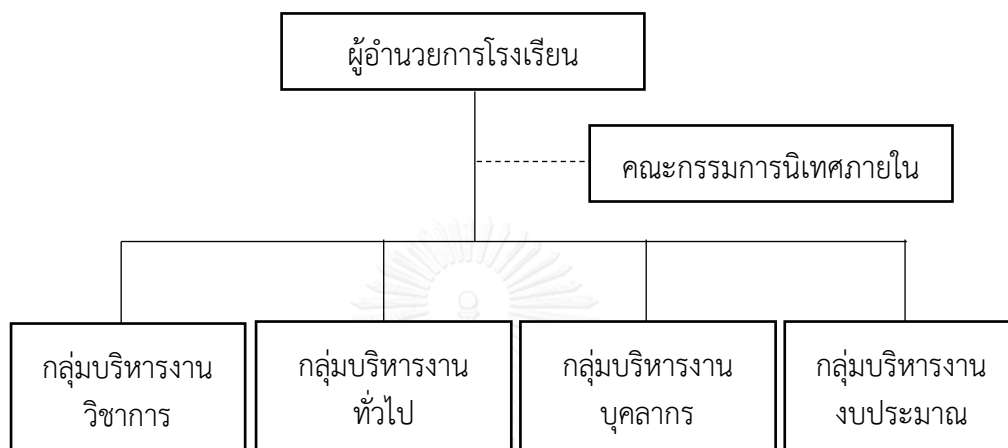 ผู้อำนวยการโรงเรียน
คณะกรรมการนิเทศภายใน
กลุ่มบริหารงาน
วิชาการ
กลุ่มบริหารงาน
ทั่วไป
กลุ่มบริหารงาน
บุคลากร
กลุ่มบริหารงาน
งบประมาณ